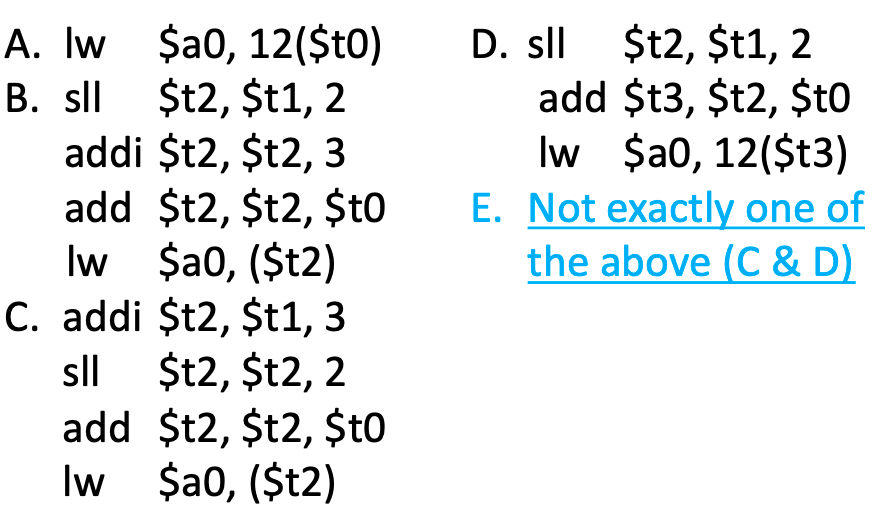 A. lw $a0, 12($t0)
B. sll $t2, $t1, 2
addi $t2, $t2, 3
add $t2, $t2, $t0
lw $a0, ($t2)
C. addi $t2, $t1, 3
sll $t2, $t2, 2
add $t2, $t2, $t0
lw $a0, ($t2)
D. sll $t2, $t1, 2
add $t3, $t2, $t0
lw $a0, 12($t3)
E. Not exactly one of
the above (C & D)